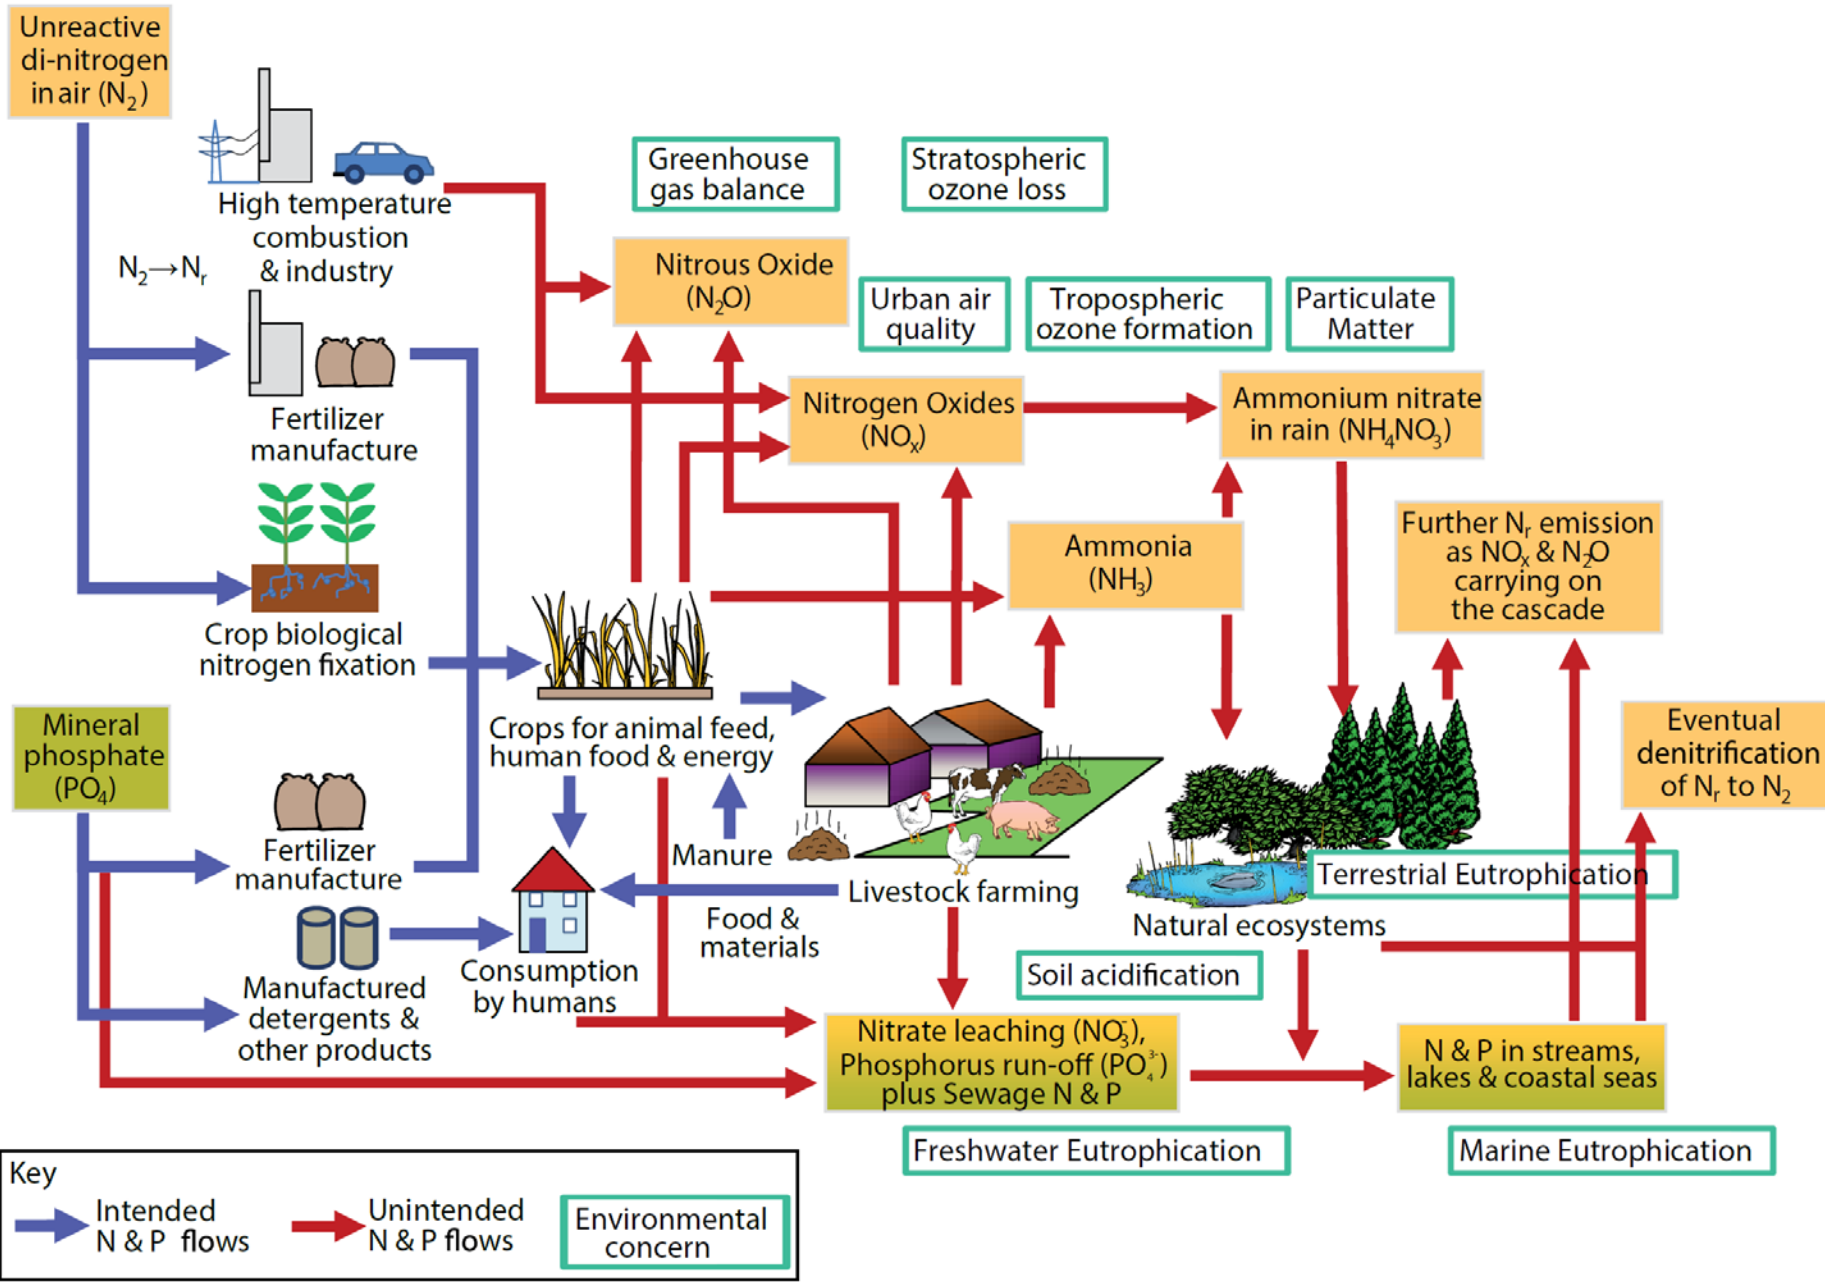 Unreactive
di-nitrogen
in air (N₂)
High temperature
combustion
& industry
N₂→Nᵣ
Greenhouse
gas balance
Stratospheric
ozone loss
Nitrous Oxide
(N₂O)
Urban air
quality
Tropospheric
ozone formation
Particulate
Matter
Fertilizer
manufacture
Nitrogen Oxides
(NOₓ)
Ammonium nitrate
in rain (NH₄NO₃)
Ammonia
(NH₃)
Further Nᵣ emission
as NOₓ & N₂O
carrying on
the cascade
Crop biological
nitrogen fixation
Mineral
phosphate
(PO₄)
Crops for animal feed,
human food & energy
Eventual
denitrification
of Nᵣ to N₂
Fertilizer
manufacture
Manure
Livestock farming
Terrestrial Eutrophication
Food &
materials
Natural ecosystems
Consumption
by humans
Soil acidification
Manufactured
detergents &
other products
Nitrate leaching (NO₃⁻),
Phosphorus run-off (PO₄³⁻)
plus Sewage N & P
N & P in streams,
lakes & coastal seas
Freshwater Eutrophication
Marine Eutrophication
Key
Intended
N & P flows
Unintended
N & P flows
Environmental
concern